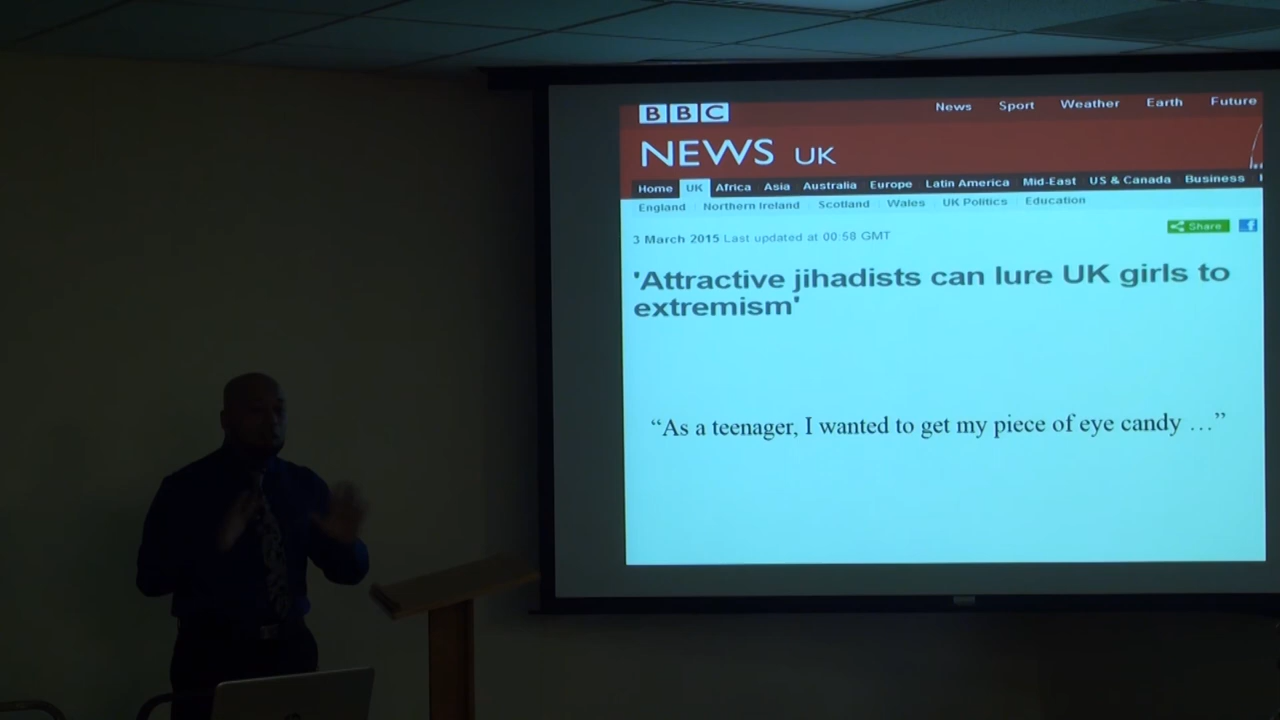 BBC
News Sport Weather Earth Future
NEWS UK
Home UK Africa Asia Australia Europe Latin America Mid-East US & Canada Business
England Northern Ireland Scotland Wales UK Politics Education
3 March 2015 Last updated at 00:58 GMT
Share f
'Attractive jihadists can lure UK girls to
extremism'
“As a teenager, I wanted to get my piece of eye candy …”